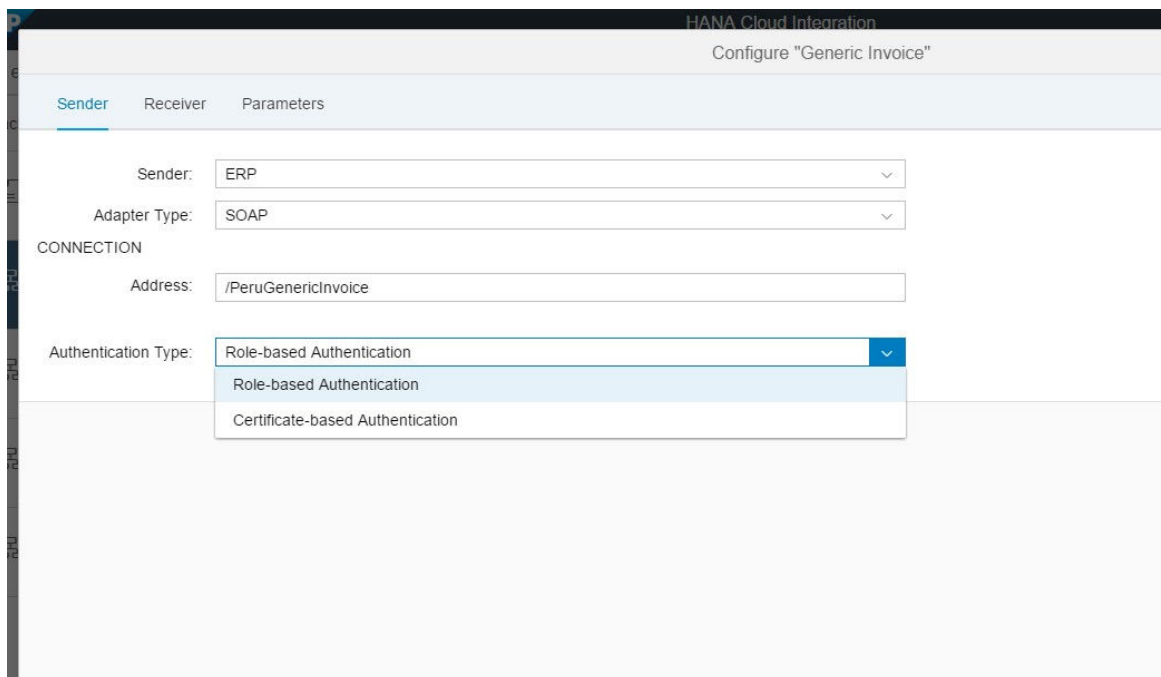 HANA Cloud Integration
Configure "Generic Invoice"
Sender Receiver Parameters
Sender: ERP
Adapter Type: SOAP
CONNECTION
Address: /PeruGenericInvoice
Authentication Type: Role-based Authentication
Role-based Authentication
Certificate-based Authentication